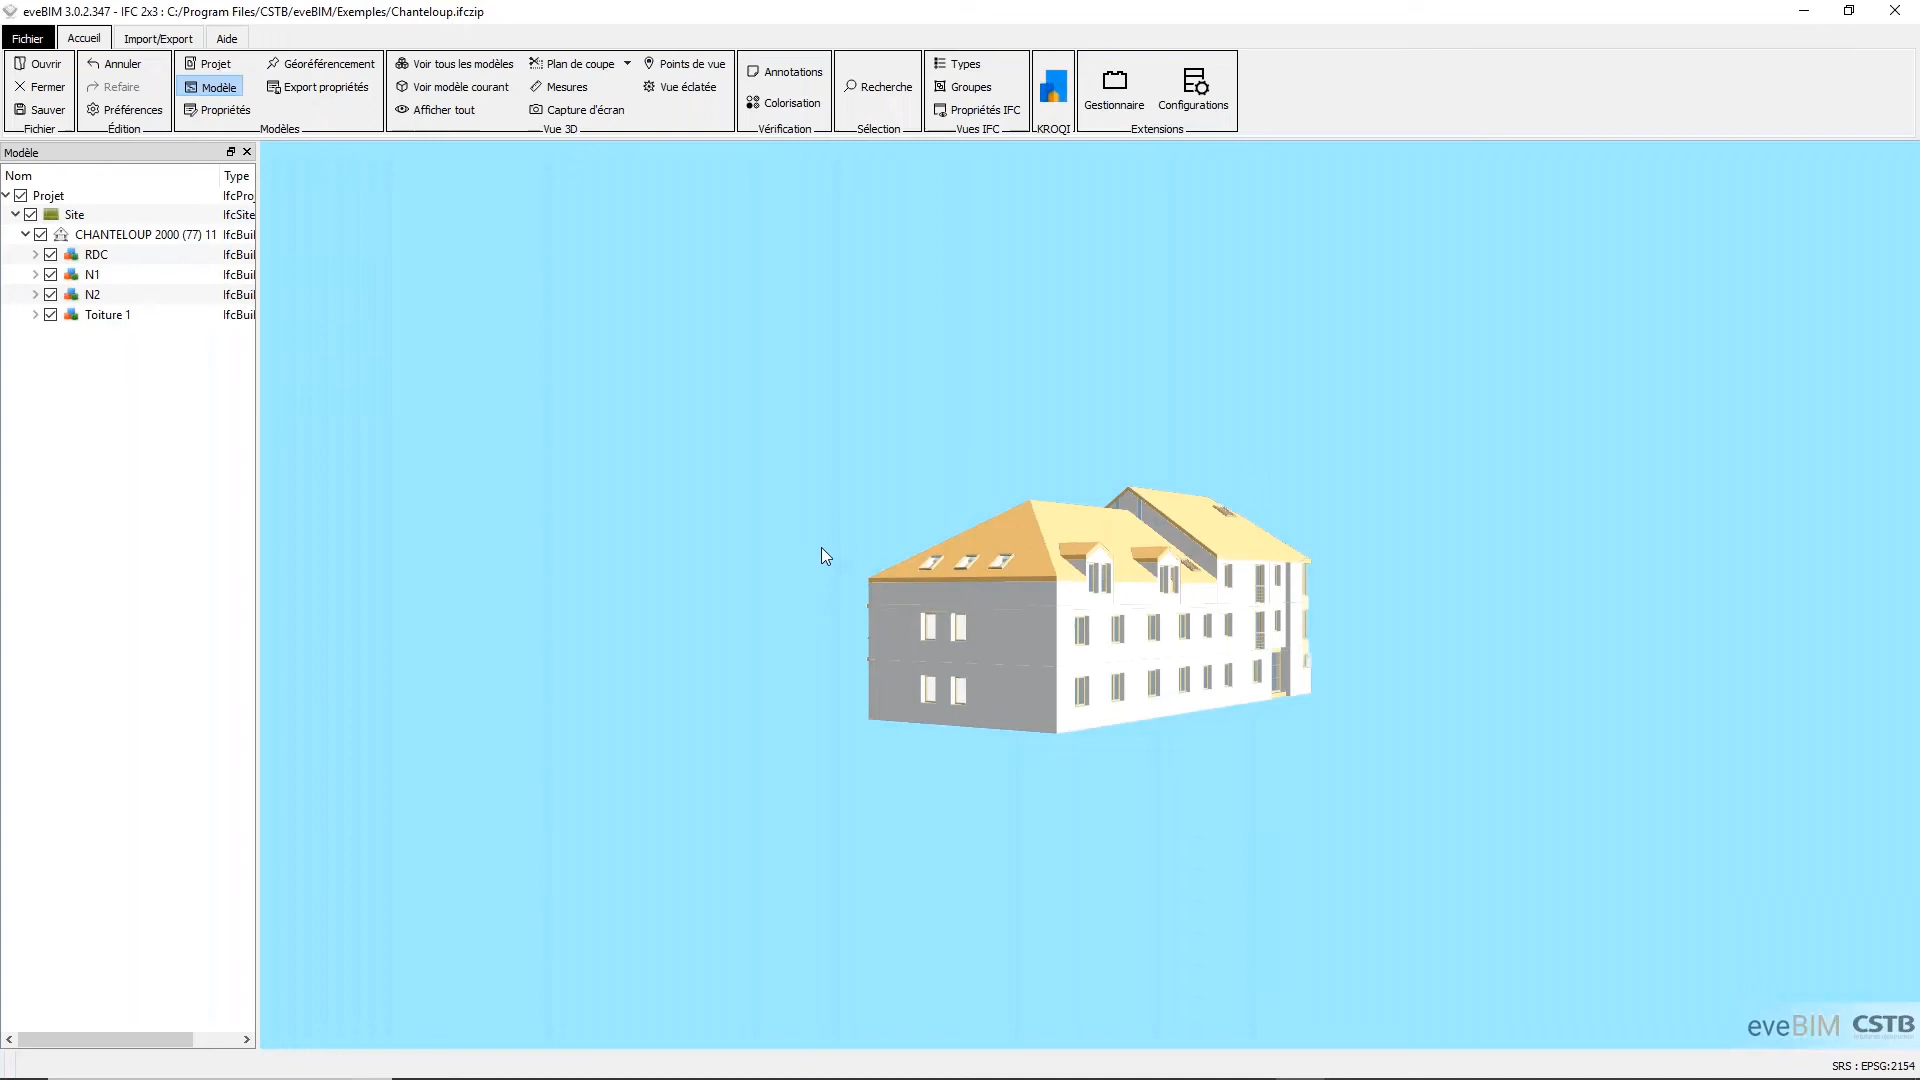 eveBIM 3.0.2.347 - IFC 2x3 : C:/Program Files/CSTB/eveBIM/Exemples/Chanteloup.ifczip
Fichier Accueil Import/Export Aide
Ouvrir Annuler Projet Géoréférencement Voir tous les modèles Plan de coupe Points de vue Annotations Recherche Types Gestionnaire Configurations
Fermer Refaire Modèle Export propriétés Voir modèle courant Mesures Vue éclatée Colorisation Groupes
Sauver Préférences Propriétés Afficher tout Capture d'écran Propriétés IFC
Fichier Édition Modèles Vue 3D Vérification Sélection Vues IFC KROQI Extensions
Modèle
Nom Type
Projet IfcProj
Site IfcSite
CHANTELOUP 2000 (77) 11 IfcBuil
RDC IfcBuil
N1 IfcBuil
N2 IfcBuil
Toiture 1 IfcBuil
eveBIM CSTB
SRS : EPSG:2154